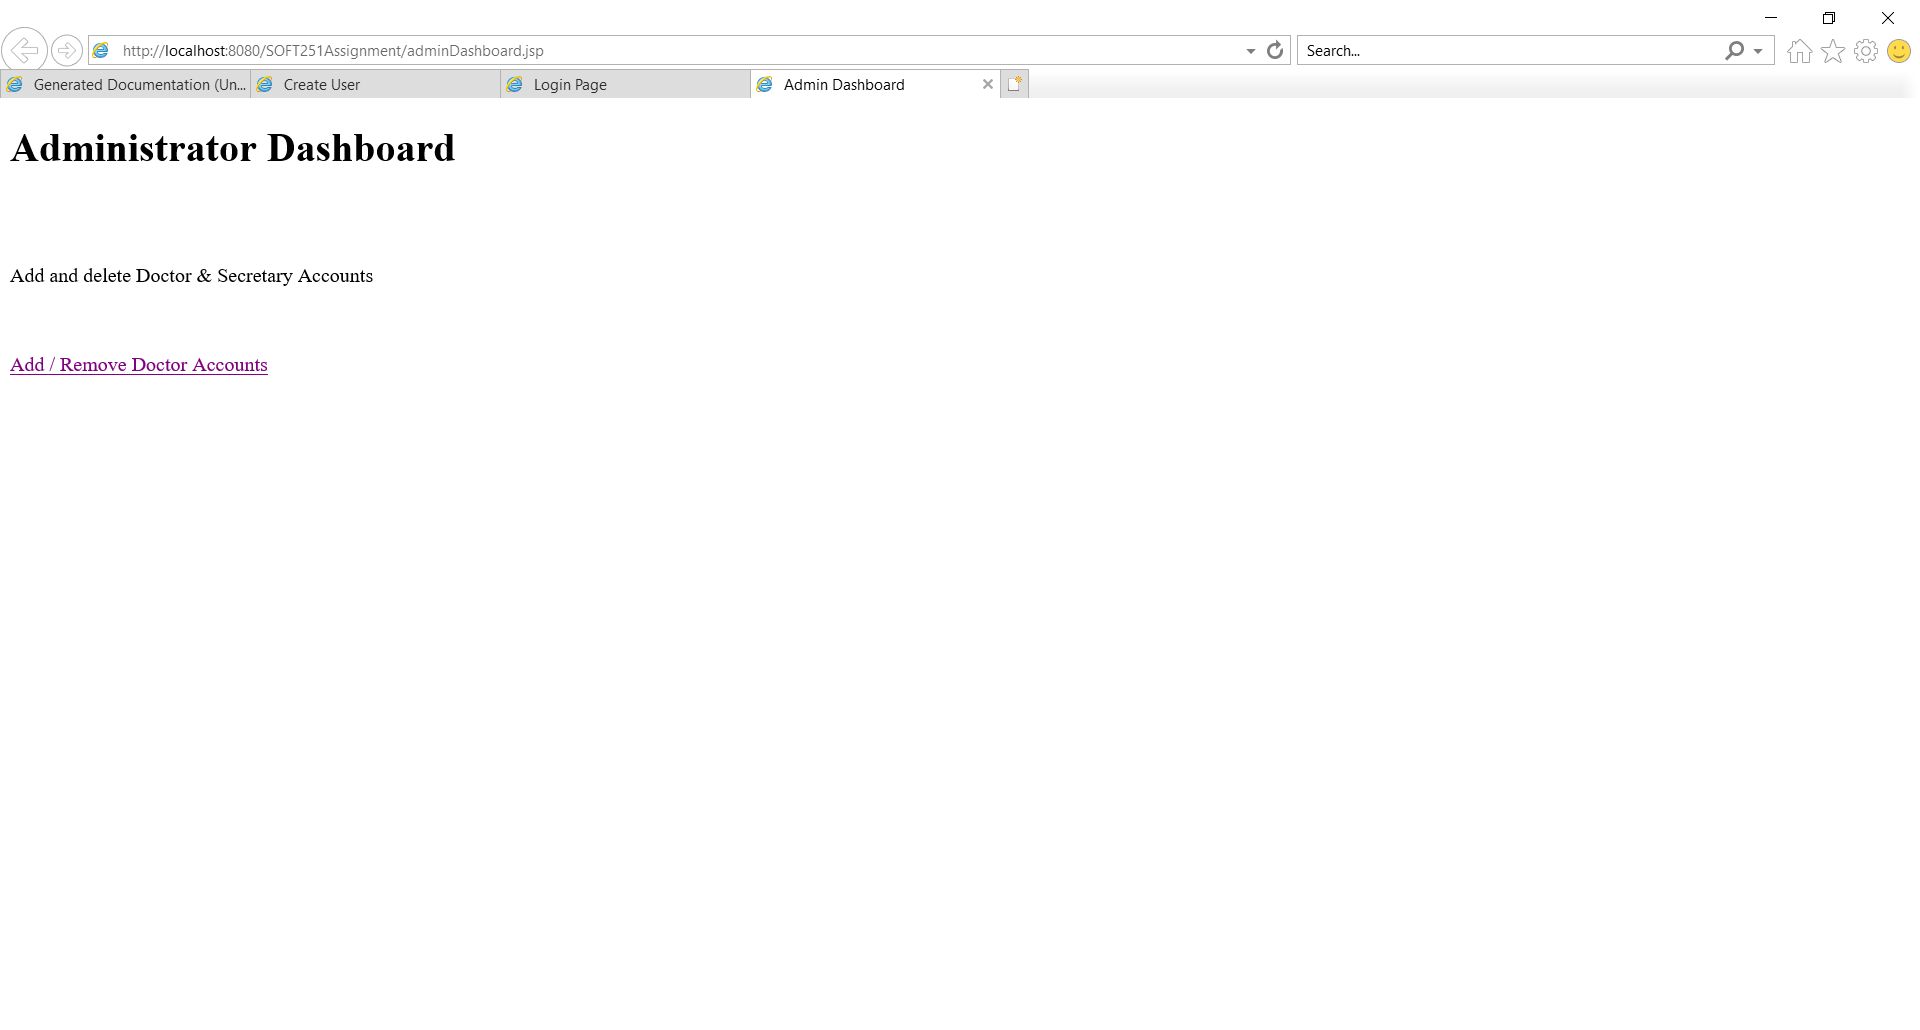 http://localhost:8080/SOFT251Assignment/adminDashboard.jsp
Search...
Generated Documentation (Un...
Create User
Login Page
Admin Dashboard
Administrator Dashboard
Add and delete Doctor & Secretary Accounts
Add / Remove Doctor Accounts